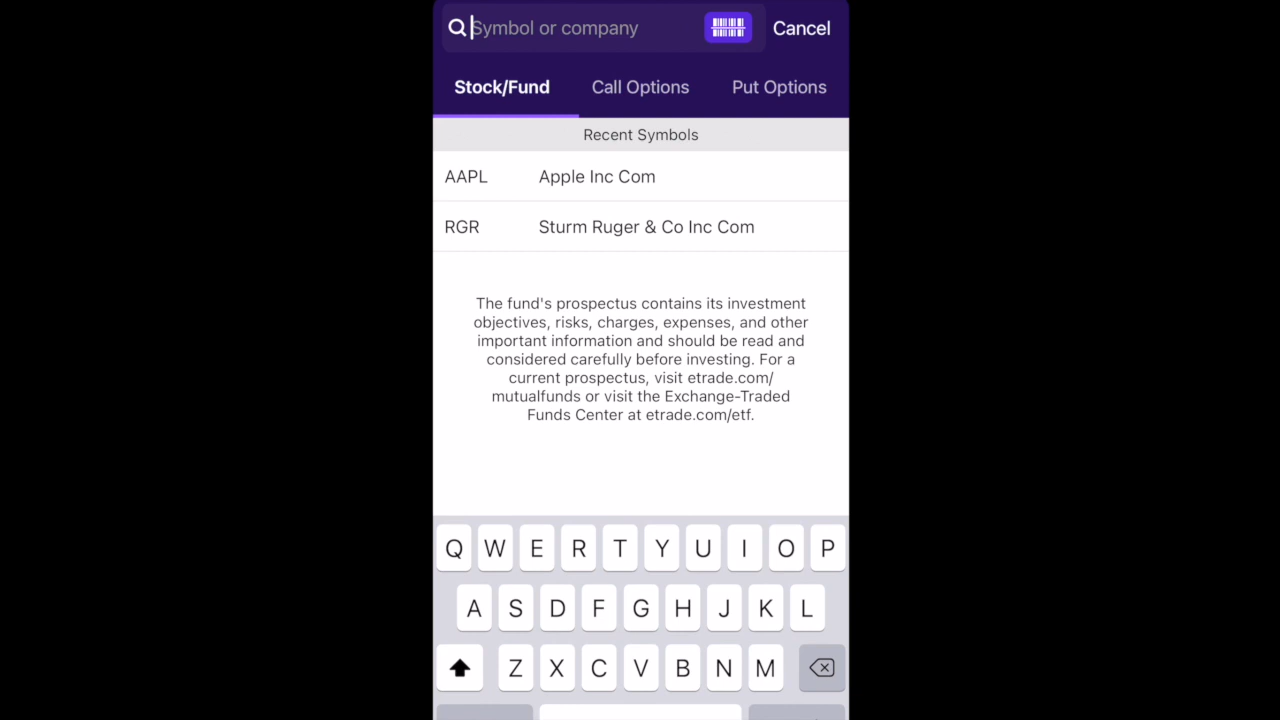 Symbol or company
Cancel
Stock/Fund Call Options Put Options
Recent Symbols
AAPL Apple Inc Com
RGR Sturm Ruger & Co Inc Com
The fund's prospectus contains its investment
objectives, risks, charges, expenses, and other
important information and should be read and
considered carefully before investing. For a
current prospectus, visit etrade.com/
mutualfunds or visit the Exchange-Traded
Funds Center at etrade.com/etf.
Q W E R T Y U I O P
A S D F G H J K L
Z X C V B N M